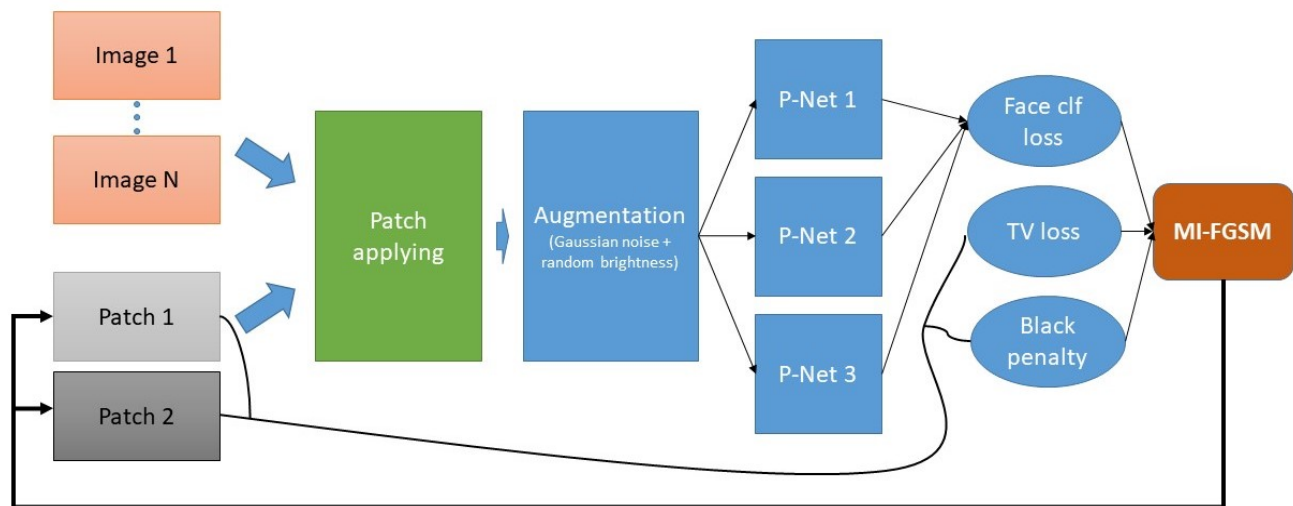 Image 1
Image N
Patch 1
Patch 2
Patch
applying
Augmentation
(Gaussian noise +
random brightness)
P-Net 1
P-Net 2
P-Net 3
Face clf
loss
TV loss
Black
penalty
MI-FGSM